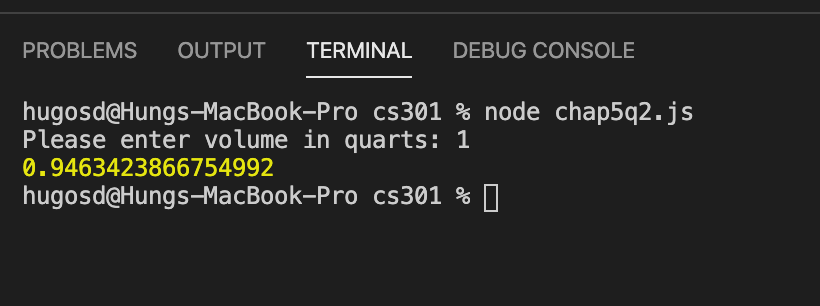 PROBLEMS OUTPUT TERMINAL DEBUG CONSOLE
hugosd@Hungs-MacBook-Pro cs301 % node chap5q2.js
Please enter volume in quarts: 1
0.9463423866754992
hugosd@Hungs-MacBook-Pro cs301 %